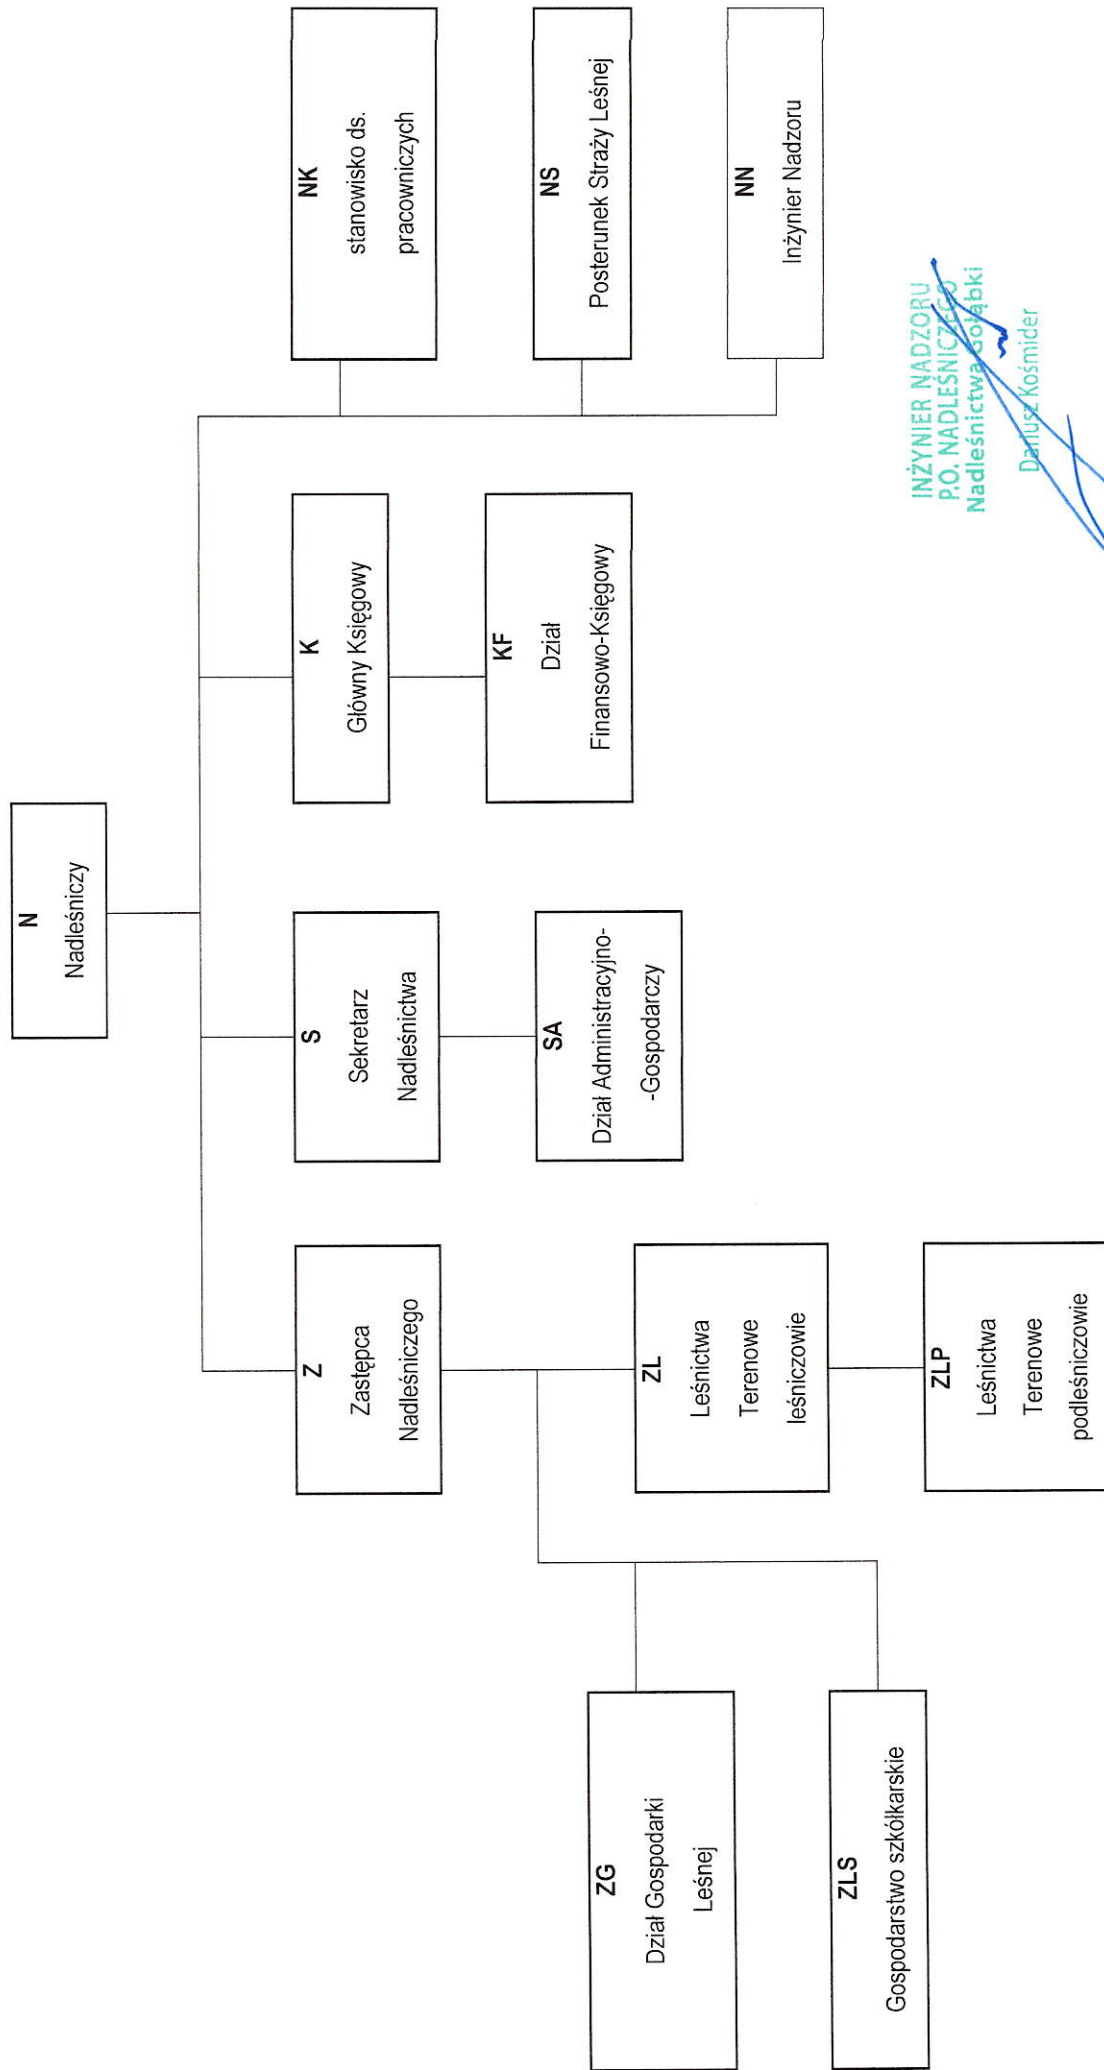 N
Nadleśniczy
Z
Zastępca
Nadleśniczego
S
Sekretarz
Nadleśnictwa
K
Główny Księgowy
NK
stanowisko ds.
pracowniczych
ZG
Dział Gospodarki
Leśnej
ZLS
Gospodarstwo szkółkarskie
ZL
Leśnictwa
Terenowe
leśniczowie
ZLP
Leśnictwa
Terenowe
podleśniczowie
SA
Dział Administracyjno-
-Gospodarczy
KF
Dział
Finansowo-Księgowy
NS
Posterunek Straży Leśnej
NN
Inżynier Nadzoru
INŻYNIER NADZORU
P.O. NADLEŚNICZEGO
Nadleśnictwa Gołąbki
Dariusz Kośmider